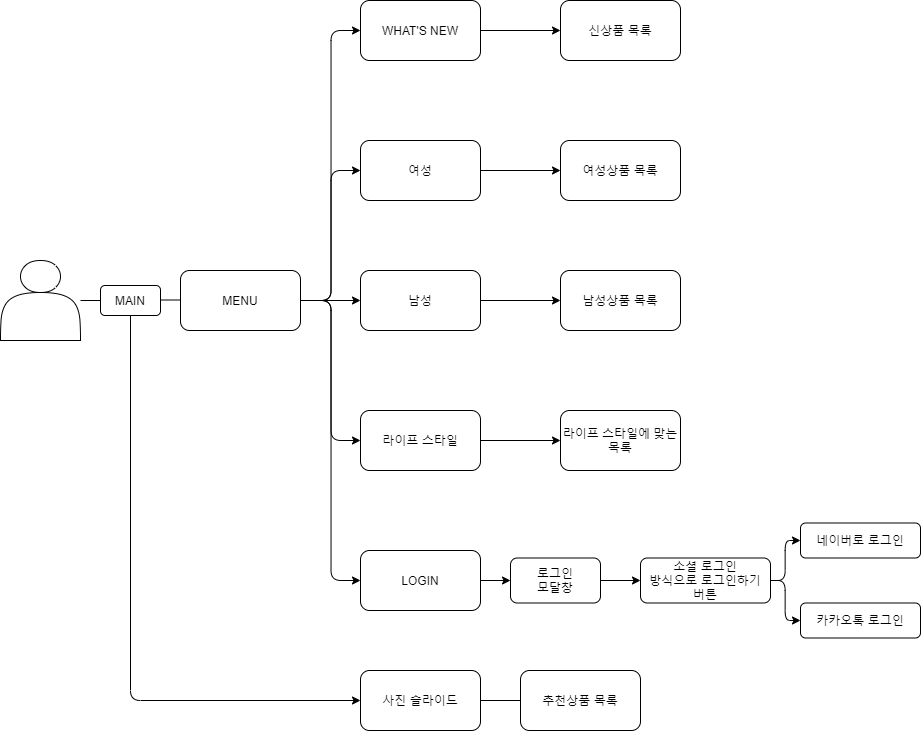 WHAT'S NEW
신상품 목록
여성
여성상품 목록
MAIN
MENU
남성
남성상품 목록
라이프 스타일
라이프 스타일에 맞는
목록
LOGIN
로그인
모달창
소셜 로그인
방식으로 로그인하기
버튼
네이버로 로그인
카카오톡 로그인
사진 슬라이드
추천상품 목록